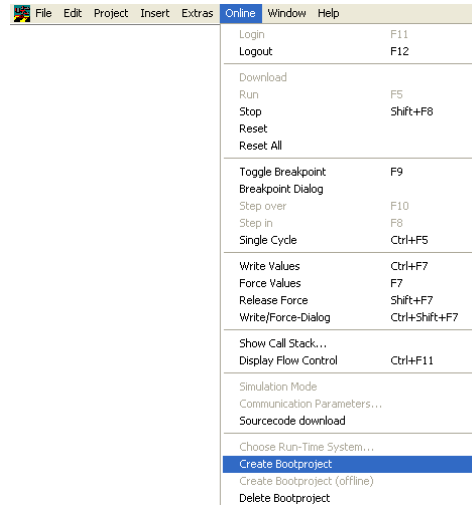 File Edit Project Insert Extras Online Window Help
Login F11
Logout F12
Download
Run F5
Stop Shift+F8
Reset
Reset All
Toggle Breakpoint F9
Breakpoint Dialog
Step over F10
Step in F8
Single Cycle Ctrl+F5
Write Values Ctrl+F7
Force Values F7
Release Force Shift+F7
Write/Force-Dialog Ctrl+Shift+F7
Show Call Stack...
Display Flow Control Ctrl+F11
Simulation Mode
Communication Parameters...
Sourcecode download
Choose Run-Time System...
Create Bootproject
Create Bootproject (offline)
Delete Bootproject